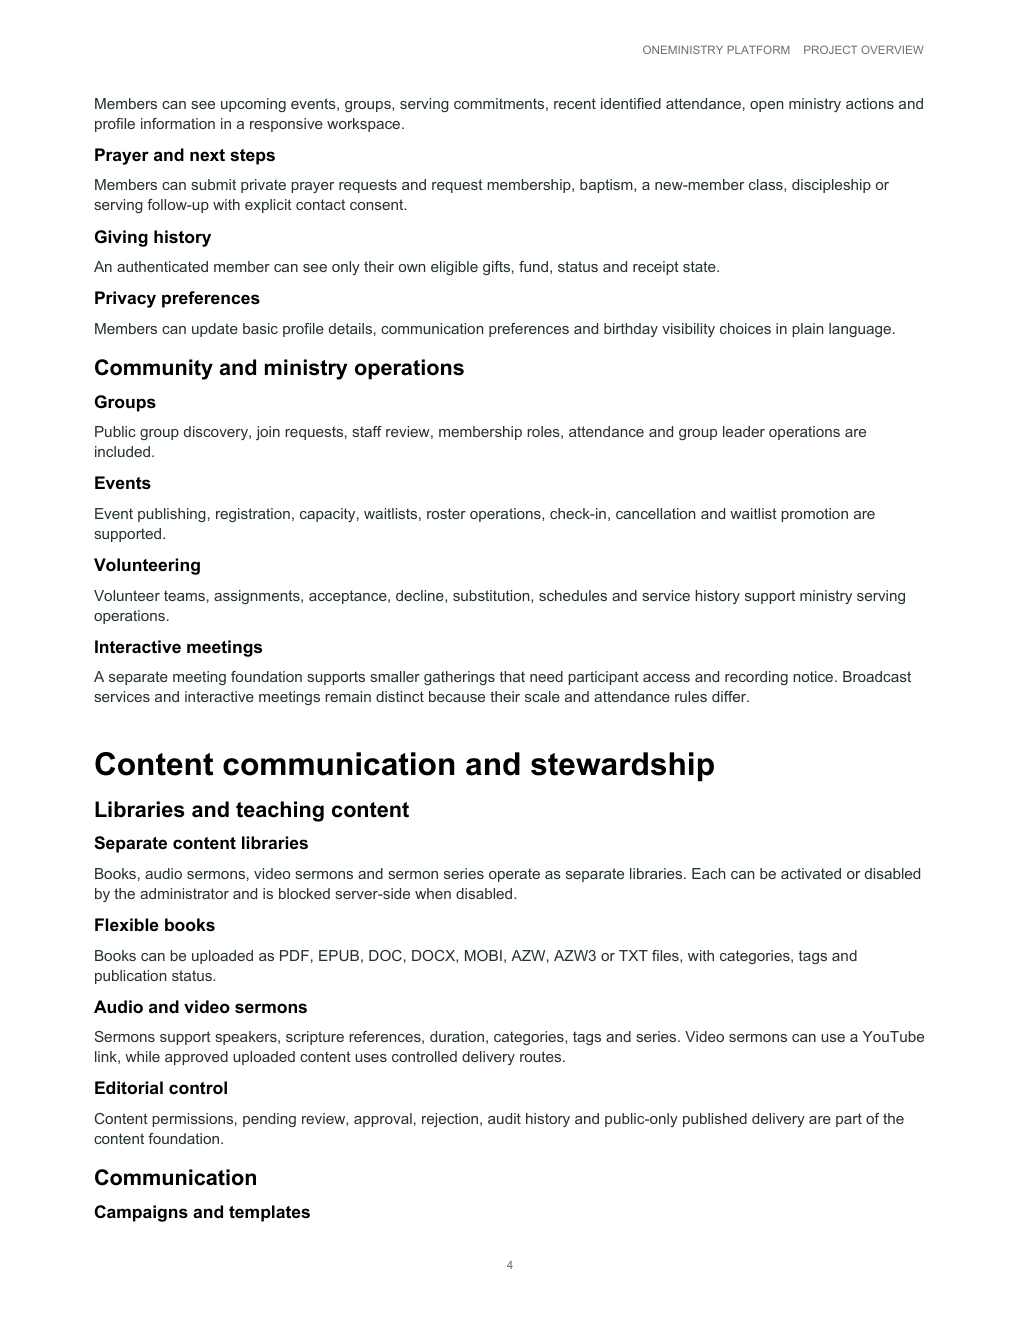 ONEMINISTRY PLATFORM PROJECT OVERVIEW
Members can see upcoming events, groups, serving commitments, recent identified attendance, open ministry actions and
profile information in a responsive workspace.
Prayer and next steps
Members can submit private prayer requests and request membership, baptism, a new-member class, discipleship or
serving follow-up with explicit contact consent.
Giving history
An authenticated member can see only their own eligible gifts, fund, status and receipt state.
Privacy preferences
Members can update basic profile details, communication preferences and birthday visibility choices in plain language.
Community and ministry operations
Groups
Public group discovery, join requests, staff review, membership roles, attendance and group leader operations are
included.
Events
Event publishing, registration, capacity, waitlists, roster operations, check-in, cancellation and waitlist promotion are
supported.
Volunteering
Volunteer teams, assignments, acceptance, decline, substitution, schedules and service history support ministry serving
operations.
Interactive meetings
A separate meeting foundation supports smaller gatherings that need participant access and recording notice. Broadcast
services and interactive meetings remain distinct because their scale and attendance rules differ.
Content communication and stewardship
Libraries and teaching content
Separate content libraries
Books, audio sermons, video sermons and sermon series operate as separate libraries. Each can be activated or disabled
by the administrator and is blocked server-side when disabled.
Flexible books
Books can be uploaded as PDF, EPUB, DOC, DOCX, MOBI, AZW, AZW3 or TXT files, with categories, tags and
publication status.
Audio and video sermons
Sermons support speakers, scripture references, duration, categories, tags and series. Video sermons can use a YouTube
link, while approved uploaded content uses controlled delivery routes.
Editorial control
Content permissions, pending review, approval, rejection, audit history and public-only published delivery are part of the
content foundation.
Communication
Campaigns and templates
4